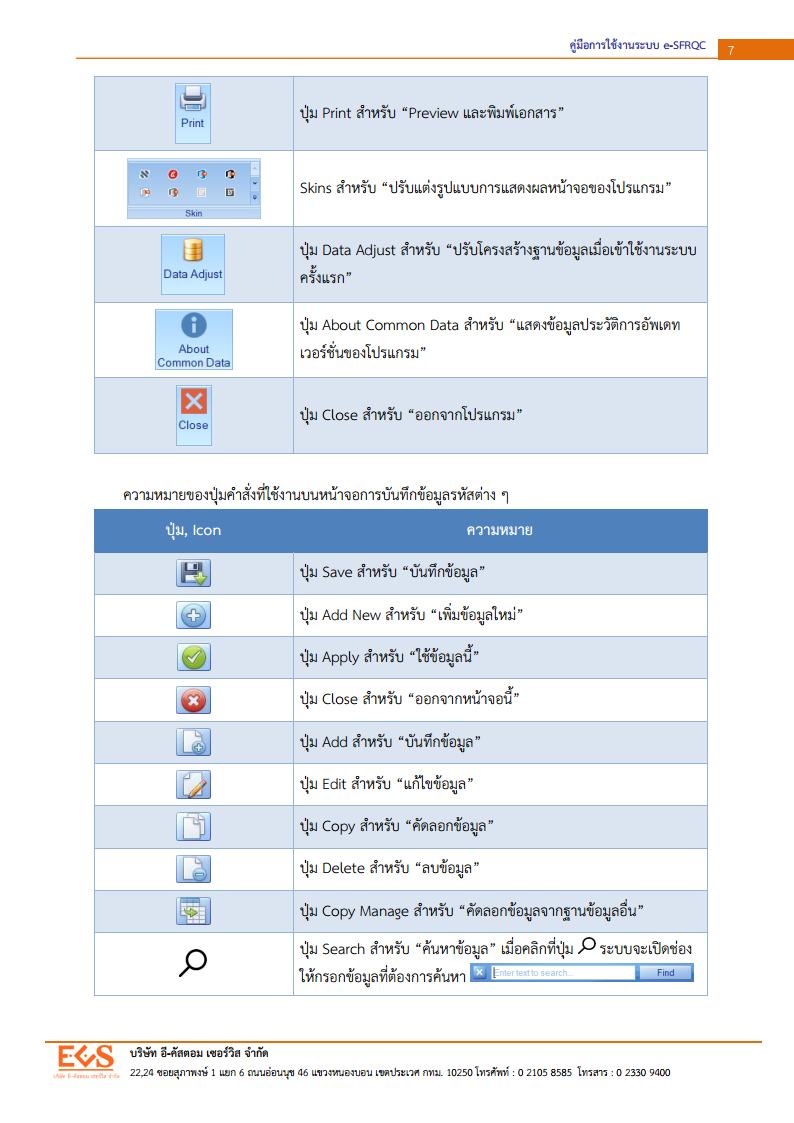 คู่มือการใช้งานระบบ e-SFRQC 7
Print
ปุ่ม Print สำหรับ “Preview และพิมพ์เอกสาร”
Skin
Skins สำหรับ “ปรับแต่งรูปแบบการแสดงผลหน้าจอของโปรแกรม”
Data Adjust
ปุ่ม Data Adjust สำหรับ “ปรับโครงสร้างฐานข้อมูลเมื่อเข้าใช้งานระบบ
ครั้งแรก”
About
Common Data
ปุ่ม About Common Data สำหรับ “แสดงข้อมูลประวัติการอัพเดท
เวอร์ชั่นของโปรแกรม”
Close
ปุ่ม Close สำหรับ “ออกจากโปรแกรม”
ความหมายของปุ่มคำสั่งที่ใช้งานบนหน้าจอการบันทึกข้อมูลรหัสต่าง ๆ
ปุ่ม, Icon ความหมาย
ปุ่ม Save สำหรับ “บันทึกข้อมูล”
ปุ่ม Add New สำหรับ “เพิ่มข้อมูลใหม่”
ปุ่ม Apply สำหรับ “ใช้ข้อมูลนี้”
ปุ่ม Close สำหรับ “ออกจากหน้าจอนี้”
ปุ่ม Add สำหรับ “บันทึกข้อมูล”
ปุ่ม Edit สำหรับ “แก้ไขข้อมูล”
ปุ่ม Copy สำหรับ “คัดลอกข้อมูล”
ปุ่ม Delete สำหรับ “ลบข้อมูล”
ปุ่ม Copy Manage สำหรับ “คัดลอกข้อมูลจากฐานข้อมูลอื่น”
ปุ่ม Search สำหรับ “ค้นหาข้อมูล” เมื่อคลิกที่ปุ่ม ระบบจะเปิดช่อง
ให้กรอกข้อมูลที่ต้องการค้นหา Enter text to search... Find
ECS
บริษัท อี-คัสตอม เซอร์วิส จำกัด
บริษัท อี-คัสตอม เซอร์วิส จำกัด
22,24 ซอยสุภาพงษ์ 1 แยก 6 ถนนอ่อนนุช 46 แขวงหนองบอน เขตประเวศ กทม. 10250 โทรศัพท์ : 0 2105 8585 โทรสาร : 0 2330 9400